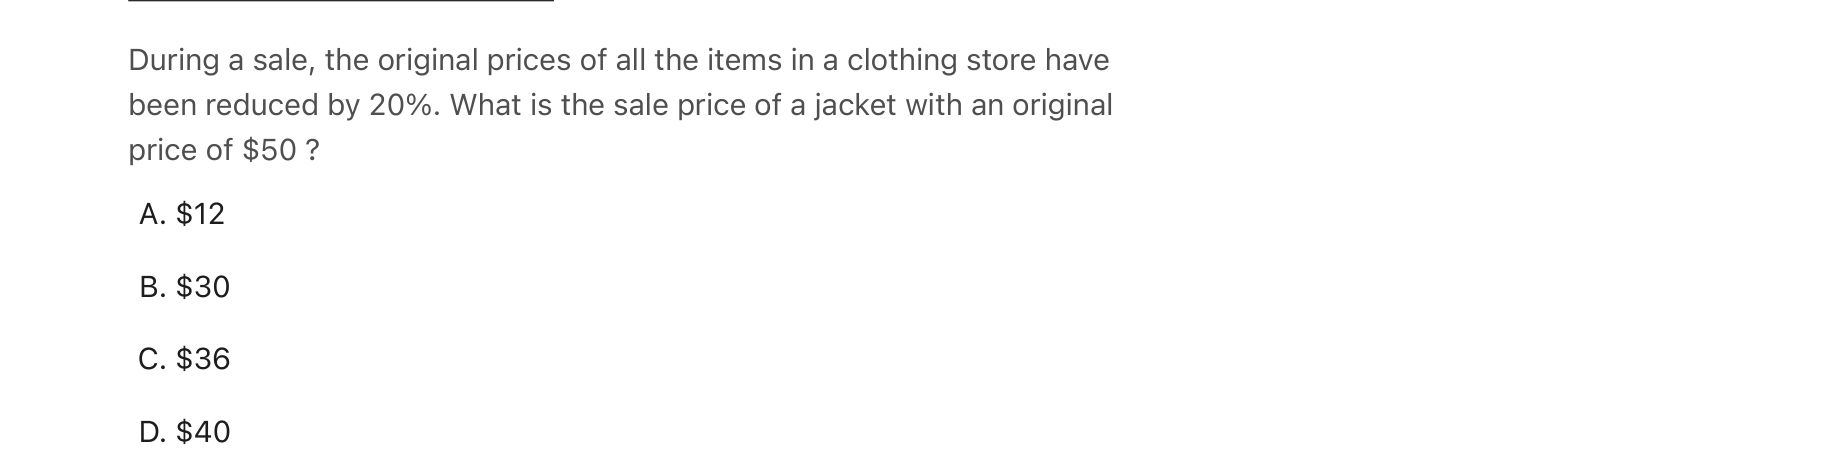 During a sale, the original prices of all the items in a clothing store have
been reduced by 20%. What is the sale price of a jacket with an original
price of $50 ?
A. $12
B. $30
C. $36
D. $40